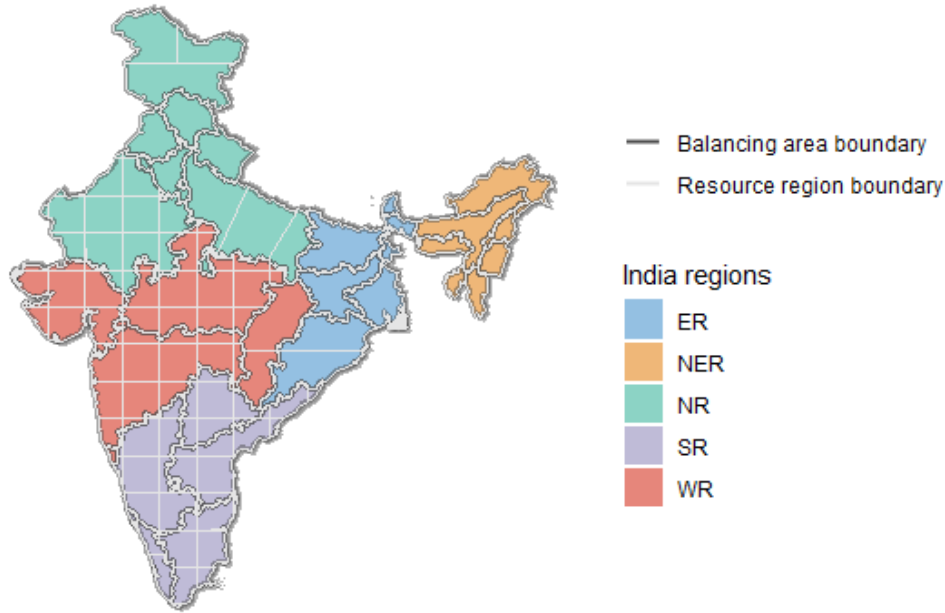 Balancing area boundary
Resource region boundary
India regions
ER
NER
NR
SR
WR